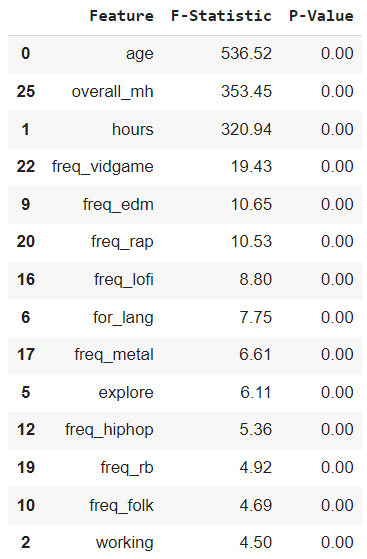 Feature F-Statistic P-Value
0 age 536.52 0.00
25 overall_mh 353.45 0.00
1 hours 320.94 0.00
22 freq_vidgame 19.43 0.00
9 freq_edm 10.65 0.00
20 freq_rap 10.53 0.00
16 freq_lofi 8.80 0.00
6 for_lang 7.75 0.00
17 freq_metal 6.61 0.00
5 explore 6.11 0.00
12 freq_hiphop 5.36 0.00
19 freq_rb 4.92 0.00
10 freq_folk 4.69 0.00
2 working 4.50 0.00